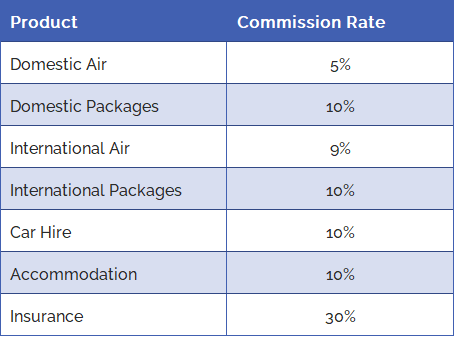 Product Commission Rate
Domestic Air 5%
Domestic Packages 10%
International Air 9%
International Packages 10%
Car Hire 10%
Accommodation 10%
Insurance 30%